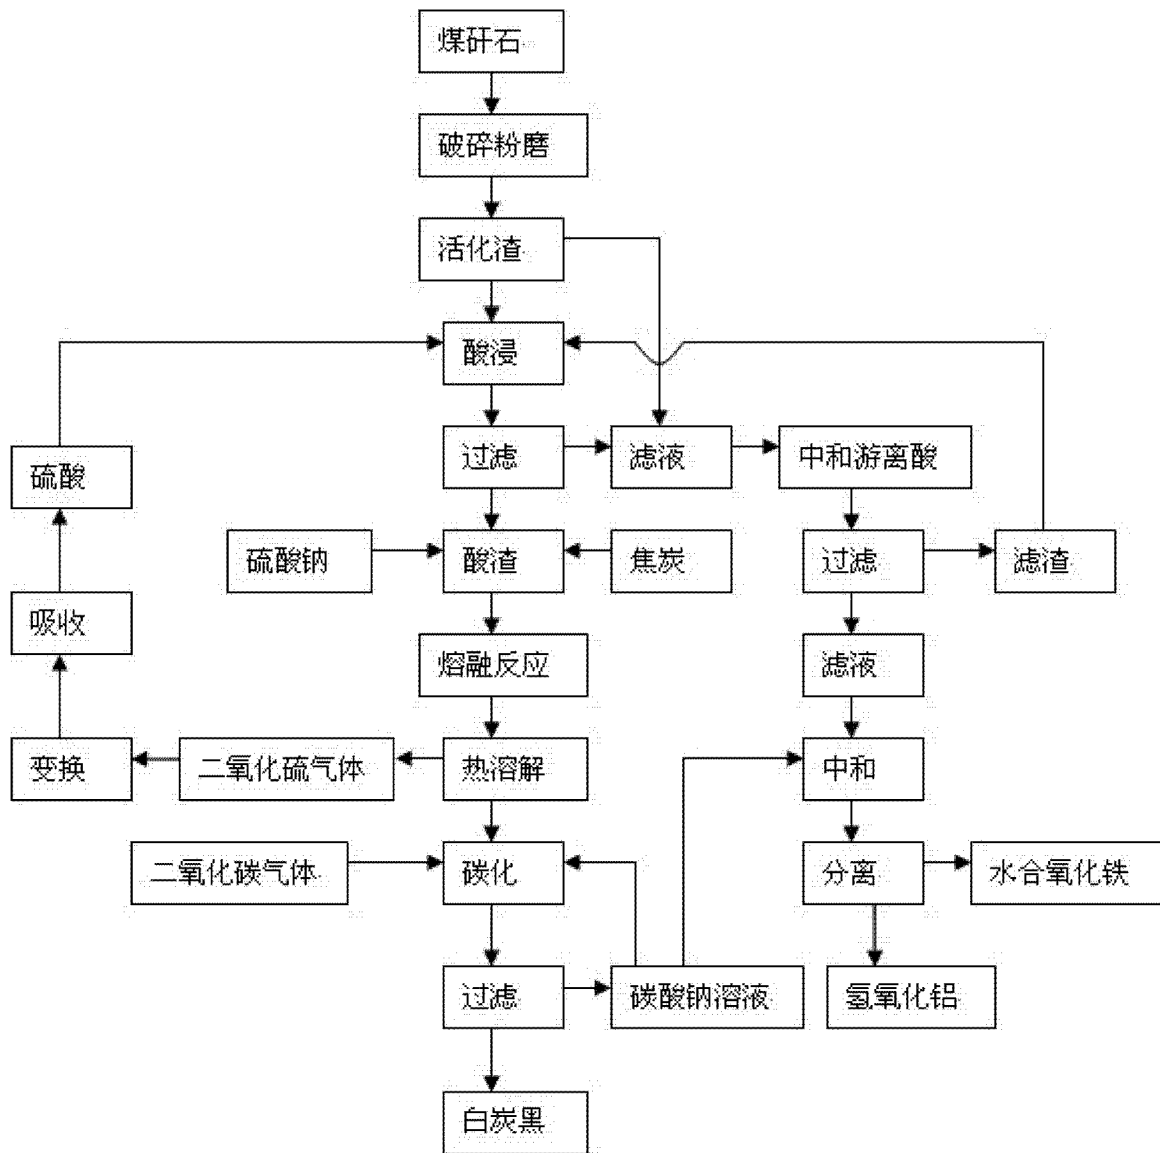 煤矸石
破碎粉磨
活化渣
酸浸
过滤
滤液
中和游离酸
硫酸
硫酸钠
酸渣
焦炭
过滤
滤渣
吸收
熔融反应
滤液
变换
二氧化硫气体
热溶解
中和
二氧化碳气体
碳化
分离
水合氧化铁
过滤
碳酸钠溶液
氢氧化铝
白炭黑